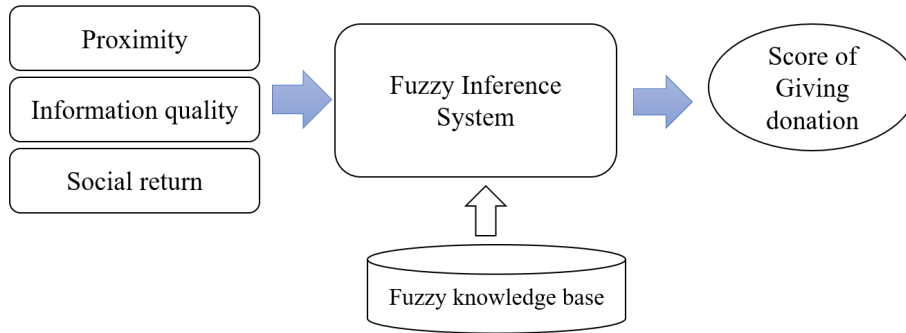 Proximity
Information quality
Social return
Fuzzy Inference
System
Fuzzy knowledge base
Score of
Giving
donation